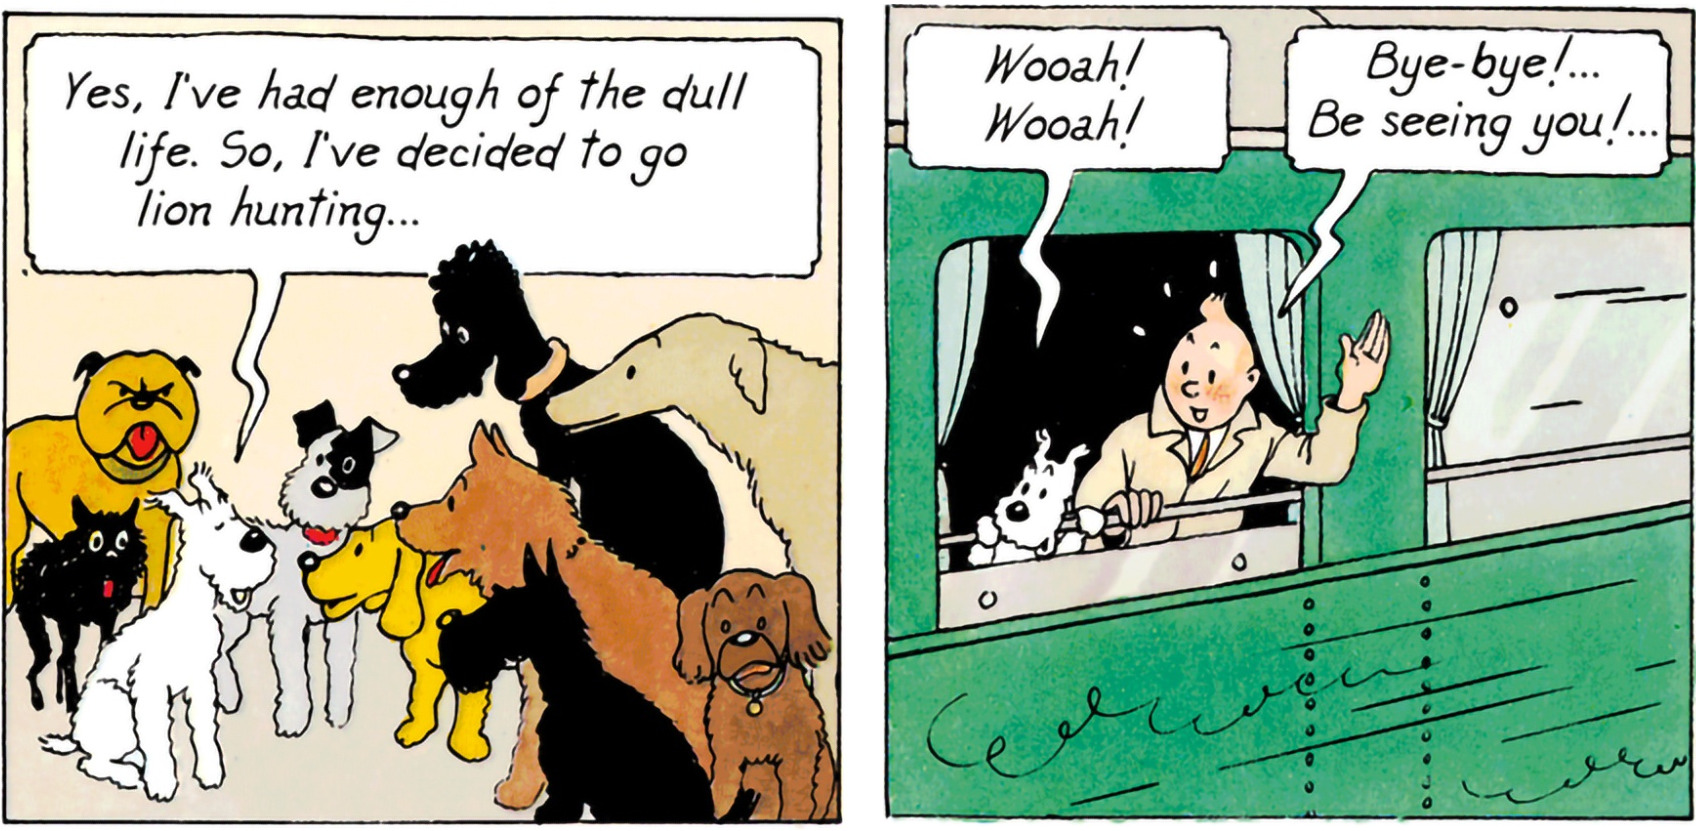 Yes, I've had enough of the dull
life. So, I've decided to go
lion hunting...
Wooah!
Wooah!
Bye-bye!...
Be seeing you!...